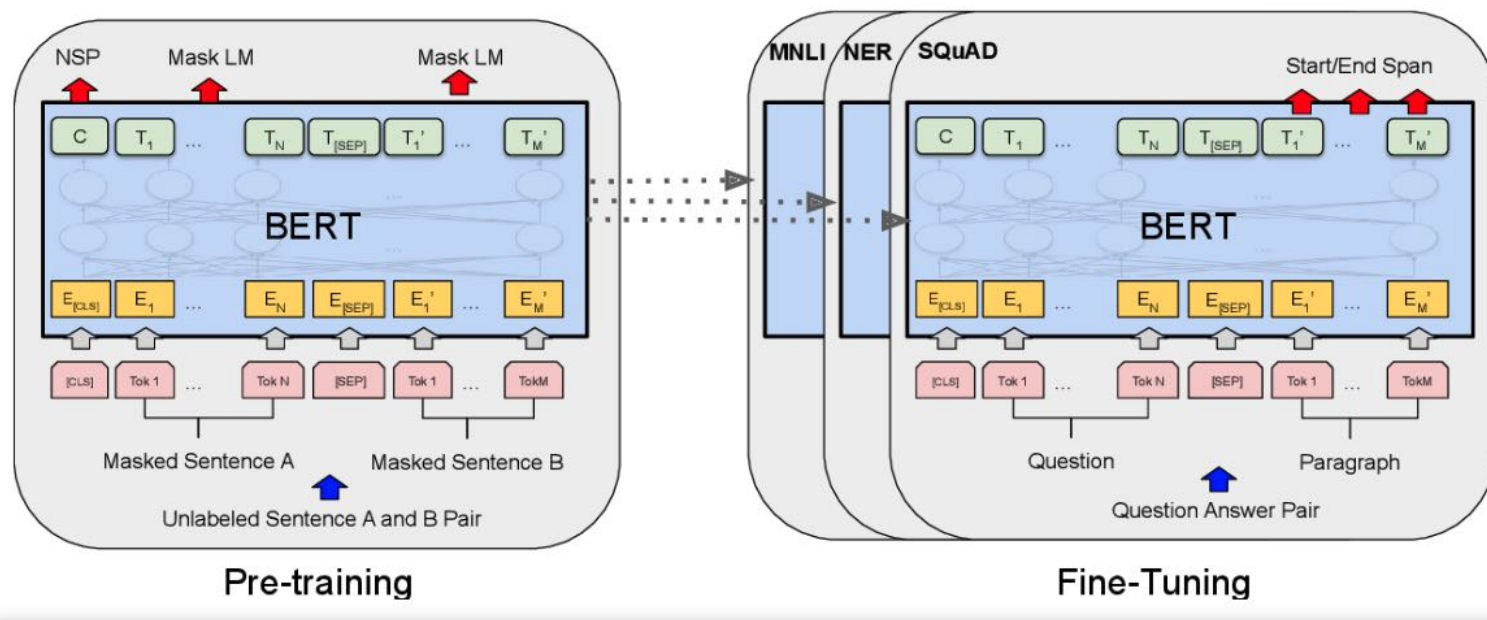 NSP Mask LM Mask LM
C T1 ... TN T[SEP] T1' ... TM'
BERT
E[CLS] E1 ... EN E[SEP] E1' ... EM'
[CLS] Tok 1 ... Tok N [SEP] Tok 1 ... TokM
Masked Sentence A Masked Sentence B
Unlabeled Sentence A and B Pair
Pre-training
MNLI NER SQuAD
Start/End Span
C T1 ... TN T[SEP] T1' ... TM'
BERT
E[CLS] E1 ... EN E[SEP] E1' ... EM'
[CLS] Tok 1 ... Tok N [SEP] Tok 1 ... TokM
Question Paragraph
Question Answer Pair
Fine-Tuning